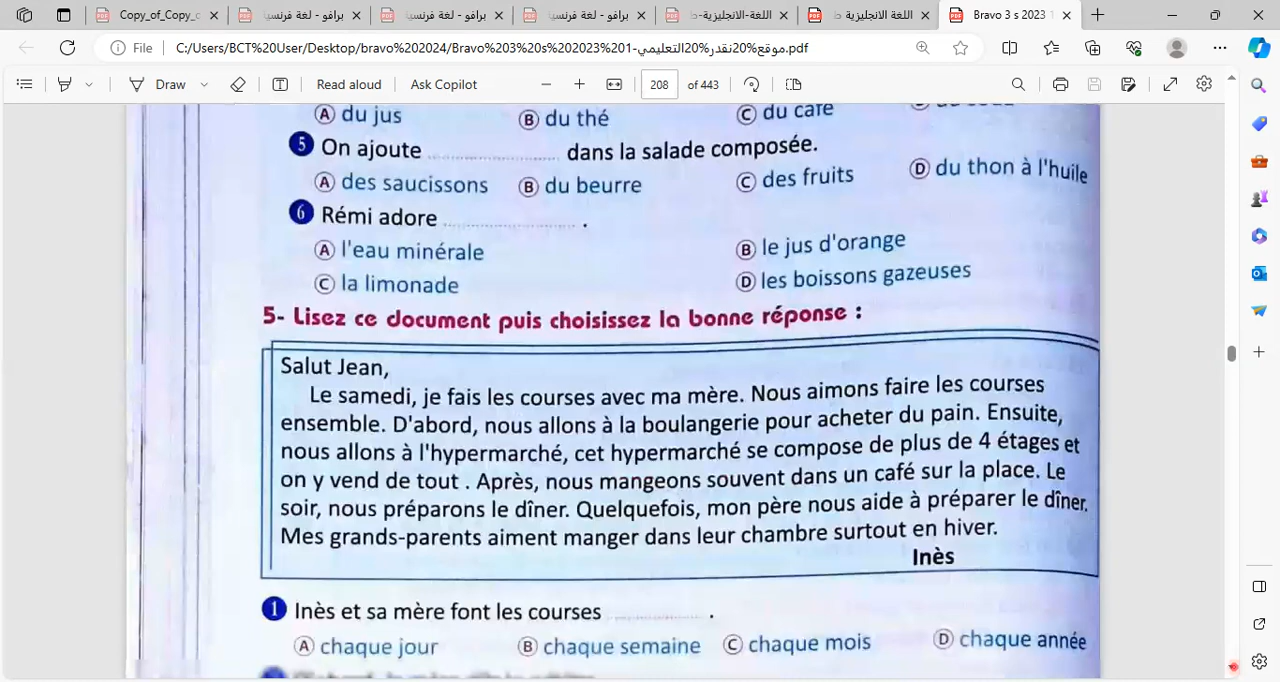 Copy_of_Copy_c
برافو - لغة فرنسية
برافو - لغة فرنسية
برافو - لغة فرنسية
اللغة-الانجليزية-ط
اللغة الانجليزية ط
Bravo 3 s 2023 1
File
C:/Users/BCT%20User/Desktop/bravo%202024/Bravo%203%20s%202023%201-موقع%20نقدر%20التعليمي.pdf
Draw
Read aloud
Ask Copilot
208 of 443
A du jus
B du thé
C du café
5 On ajoute .......................... dans la salade composée.
A des saucissons
B du beurre
C des fruits
D du thon à l'huile
6 Rémi adore .......................... .
A l'eau minérale
B le jus d'orange
C la limonade
D les boissons gazeuses
5- Lisez ce document puis choisissez la bonne réponse :
Salut Jean,
Le samedi, je fais les courses avec ma mère. Nous aimons faire les courses
ensemble. D'abord, nous allons à la boulangerie pour acheter du pain. Ensuite,
nous allons à l'hypermarché, cet hypermarché se compose de plus de 4 étages et
on y vend de tout . Après, nous mangeons souvent dans un café sur la place. Le
soir, nous préparons le dîner. Quelquefois, mon père nous aide à préparer le dîner.
Mes grands-parents aiment manger dans leur chambre surtout en hiver.
Inès
1 Inès et sa mère font les courses ................... .
A chaque jour
B chaque semaine
C chaque mois
D chaque année